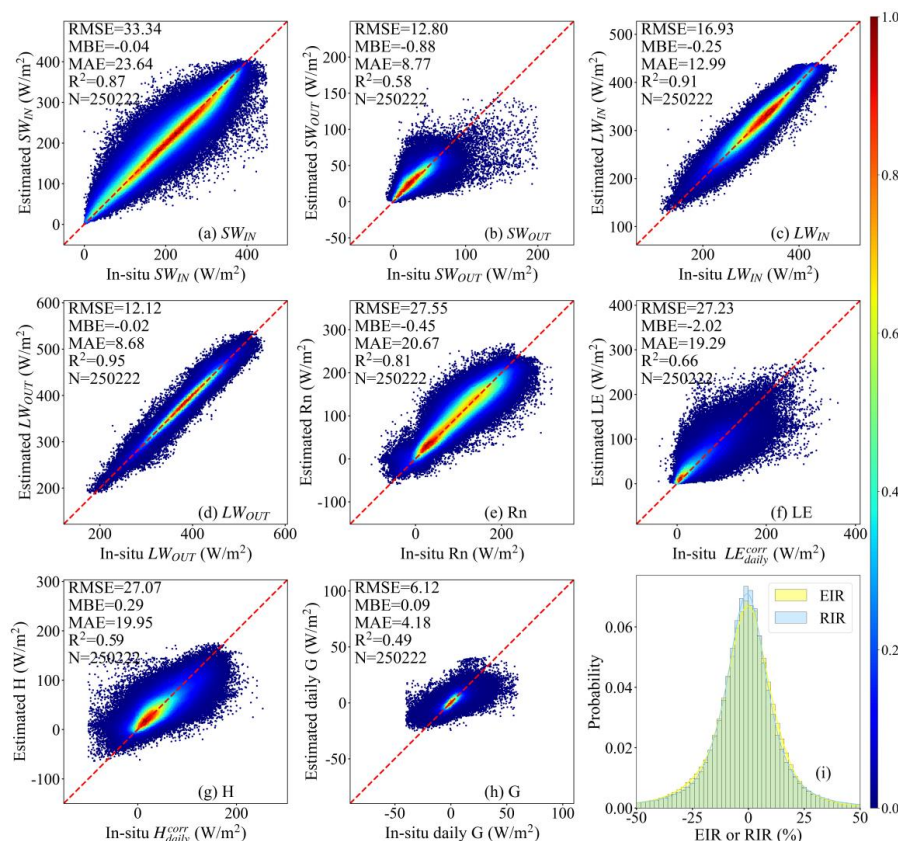 RMSE=33.34
MBE=-0.04
MAE=23.64
R²=0.87
N=250222
400
300
200
100
0
0 200 400
Estimated SW_IN (W/m²)
(a) SW_IN
In-situ SW_IN (W/m²)
RMSE=12.80
MBE=-0.88
MAE=8.77
R²=0.58
N=250222
200
150
100
50
0
-50
0 100 200
Estimated SW_OUT (W/m²)
(b) SW_OUT
In-situ SW_OUT (W/m²)
RMSE=16.93
MBE=-0.25
MAE=12.99
R²=0.91
N=250222
400
300
200
100
200 400
Estimated LW_IN (W/m²)
(c) LW_IN
In-situ LW_IN (W/m²)
1.0
0.8
0.6
0.4
0.2
0.0
RMSE=12.12
MBE=-0.02
MAE=8.68
R²=0.95
N=250222
600
500
400
300
200
200 400 600
Estimated LW_OUT (W/m²)
(d) LW_OUT
In-situ LW_OUT (W/m²)
RMSE=27.55
MBE=-0.45
MAE=20.67
R²=0.81
N=250222
300
200
100
0
-100
0 100 200 300
Estimated Rn (W/m²)
(e) Rn
In-situ Rn (W/m²)
RMSE=27.23
MBE=-2.02
MAE=19.29
R²=0.66
N=250222
400
300
200
100
0
0 200 400
Estimated LE (W/m²)
(f) LE
In-situ LE_daily^corr (W/m²)
RMSE=27.07
MBE=0.29
MAE=19.95
R²=0.59
N=250222
300
200
100
0
-100
0 200
Estimated H (W/m²)
(g) H
In-situ H_daily^corr (W/m²)
RMSE=6.12
MBE=0.09
MAE=4.18
R²=0.49
N=250222
100
50
0
-50
-50 0 50 100
Estimated daily G (W/m²)
(h) G
In-situ daily G (W/m²)
EIR
RIR
0.06
0.04
0.02
0.00
-50 -25 0 25 50
Probability
(i)
EIR or RIR (%)